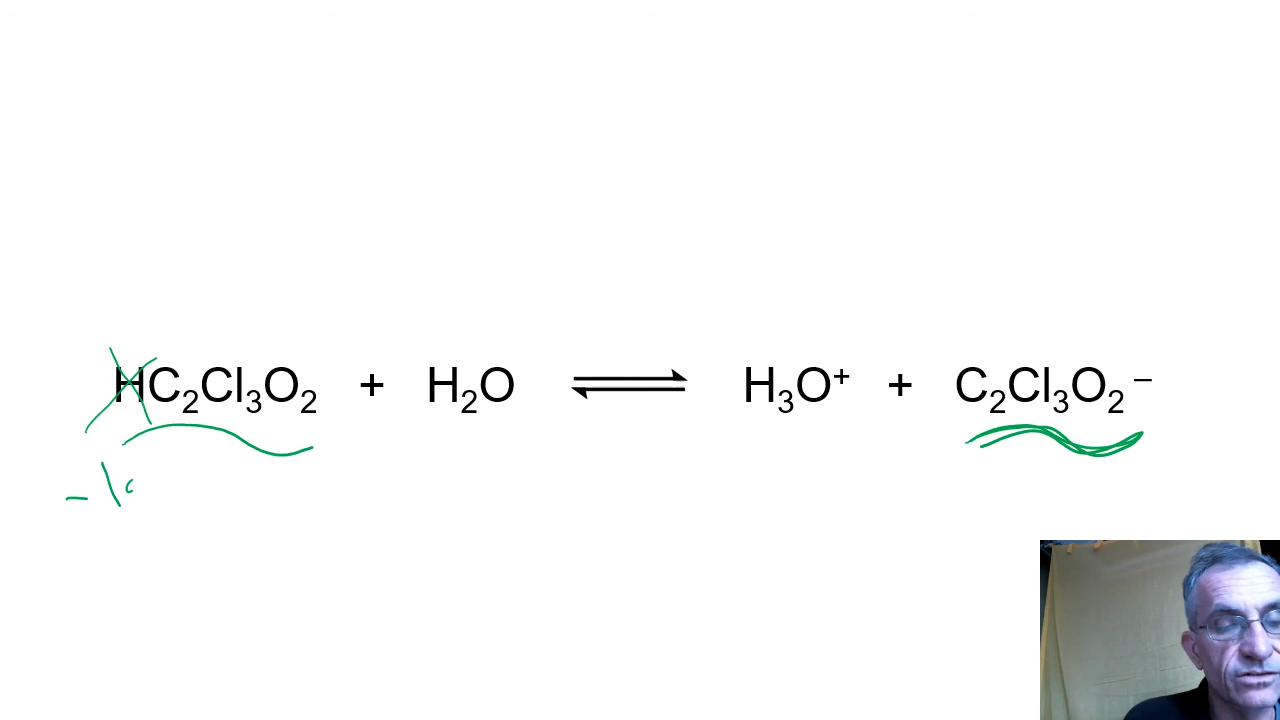 HC₂Cl₃O₂ + H₂O ⇌ H₃O⁺ + C₂Cl₃O₂⁻